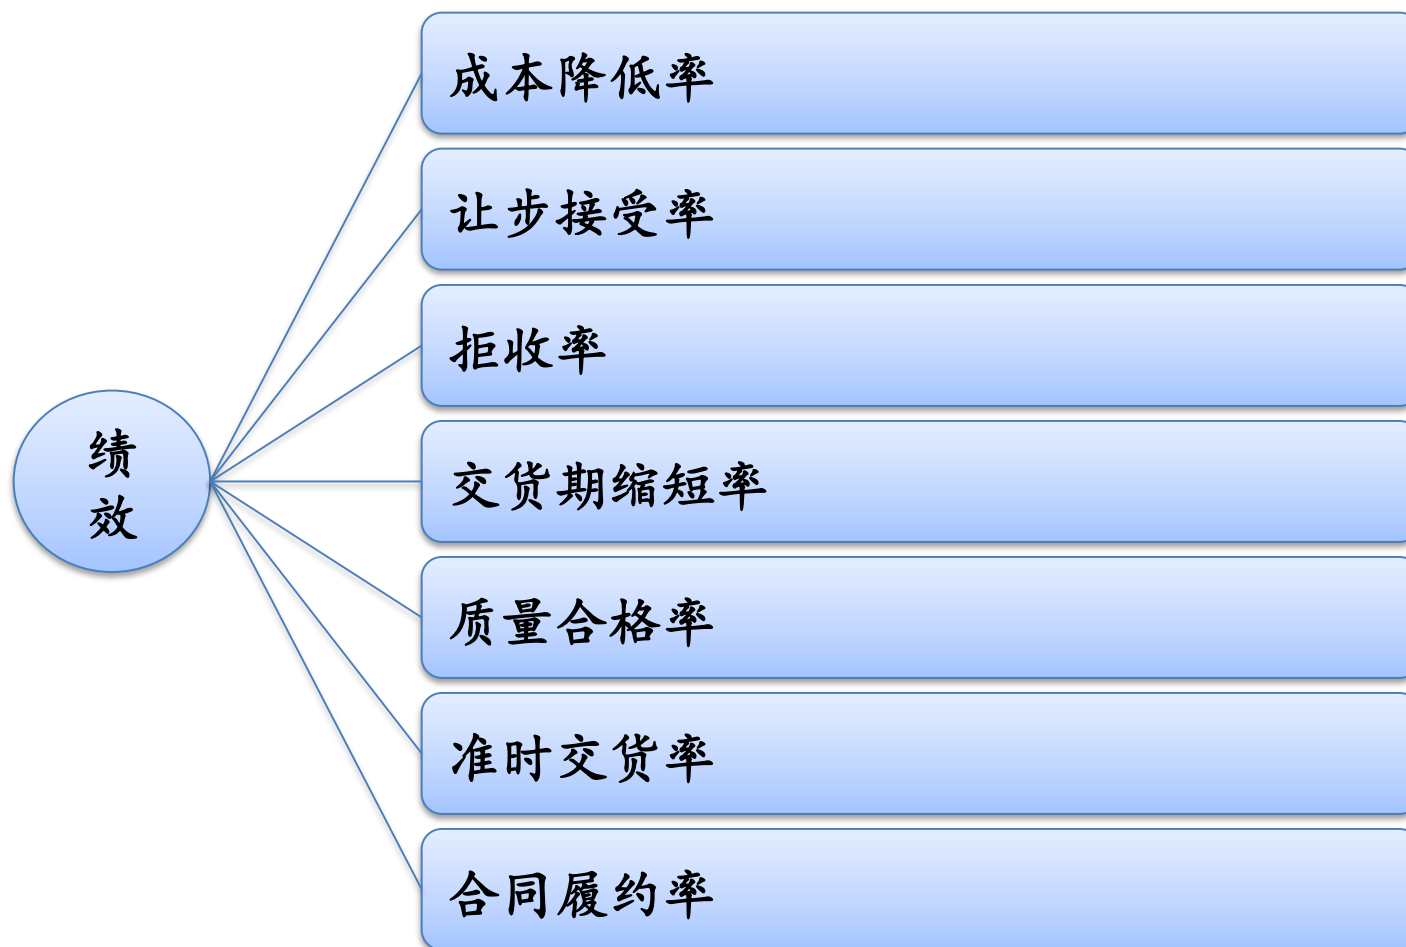 成本降低率
让步接受率
拒收率
绩
效
交货期缩短率
质量合格率
准时交货率
合同履约率